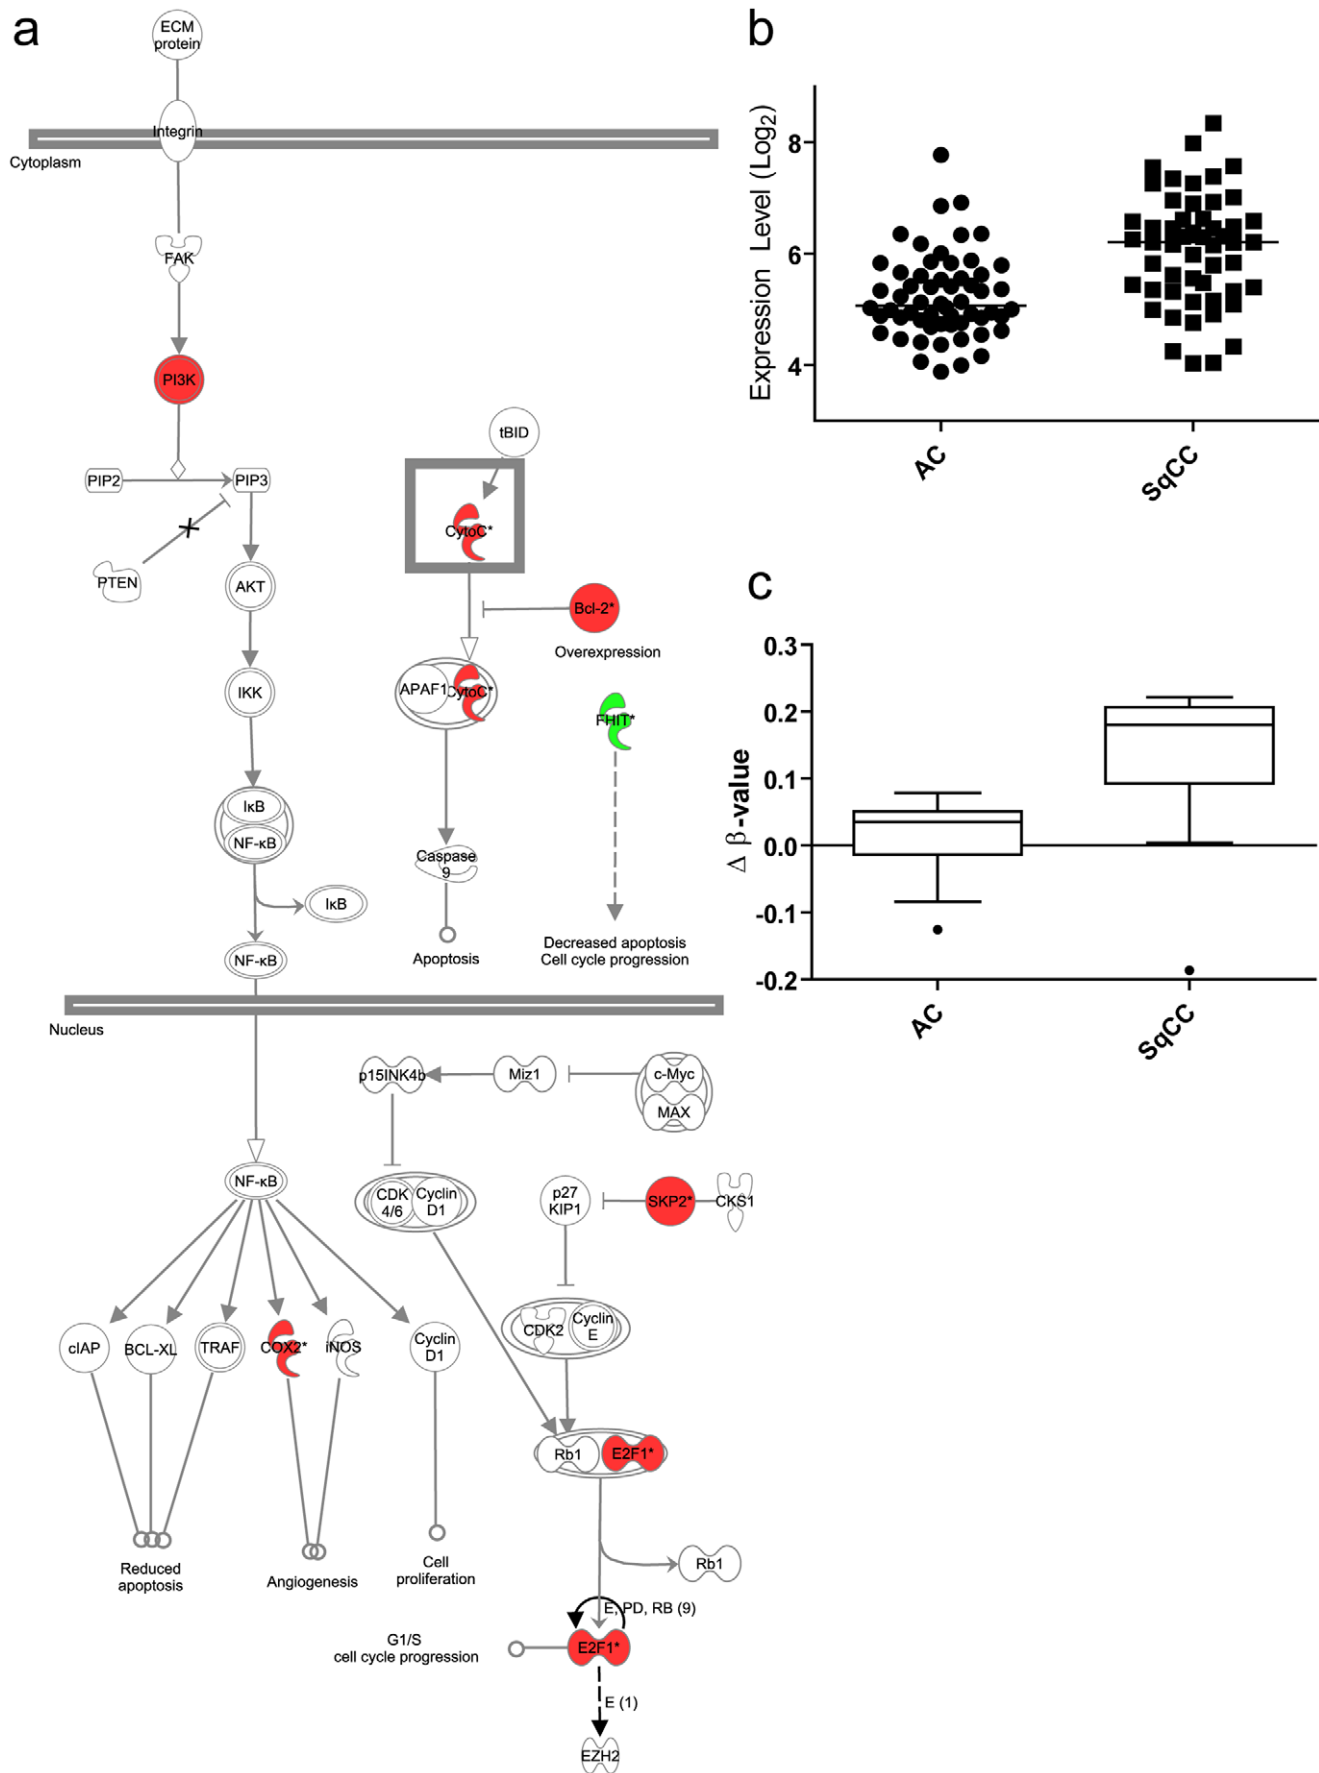 a
ECM
protein
Integrin
Cytoplasm
FAK
PI3K
PIP2
PIP3
PTEN
AKT
IKK
IκB
NF-κB
IκB
NF-κB
tBID
CytoC*
Bcl-2*
Overexpression
APAF1
CytoC*
FHIT*
Caspase
9
Apoptosis
Decreased apoptosis
Cell cycle progression
Nucleus
p15INK4b
Miz1
c-Myc
MAX
NF-κB
CDK
4/6
Cyclin
D1
p27
KIP1
SKP2*
CKS1
CDK2
Cyclin
E
cIAP
BCL-XL
TRAF
COX2*
iNOS
Cyclin
D1
Rb1
E2F1*
Rb1
Reduced
apoptosis
Angiogenesis
Cell
proliferation
E, PD, RB (9)
G1/S
cell cycle progression
E2F1*
E (1)
EZH2
b
Expression Level (Log2)
8
6
4
AC
SqCC
c
Δ β-value
0.3
0.2
0.1
0.0
-0.1
-0.2
AC
SqCC